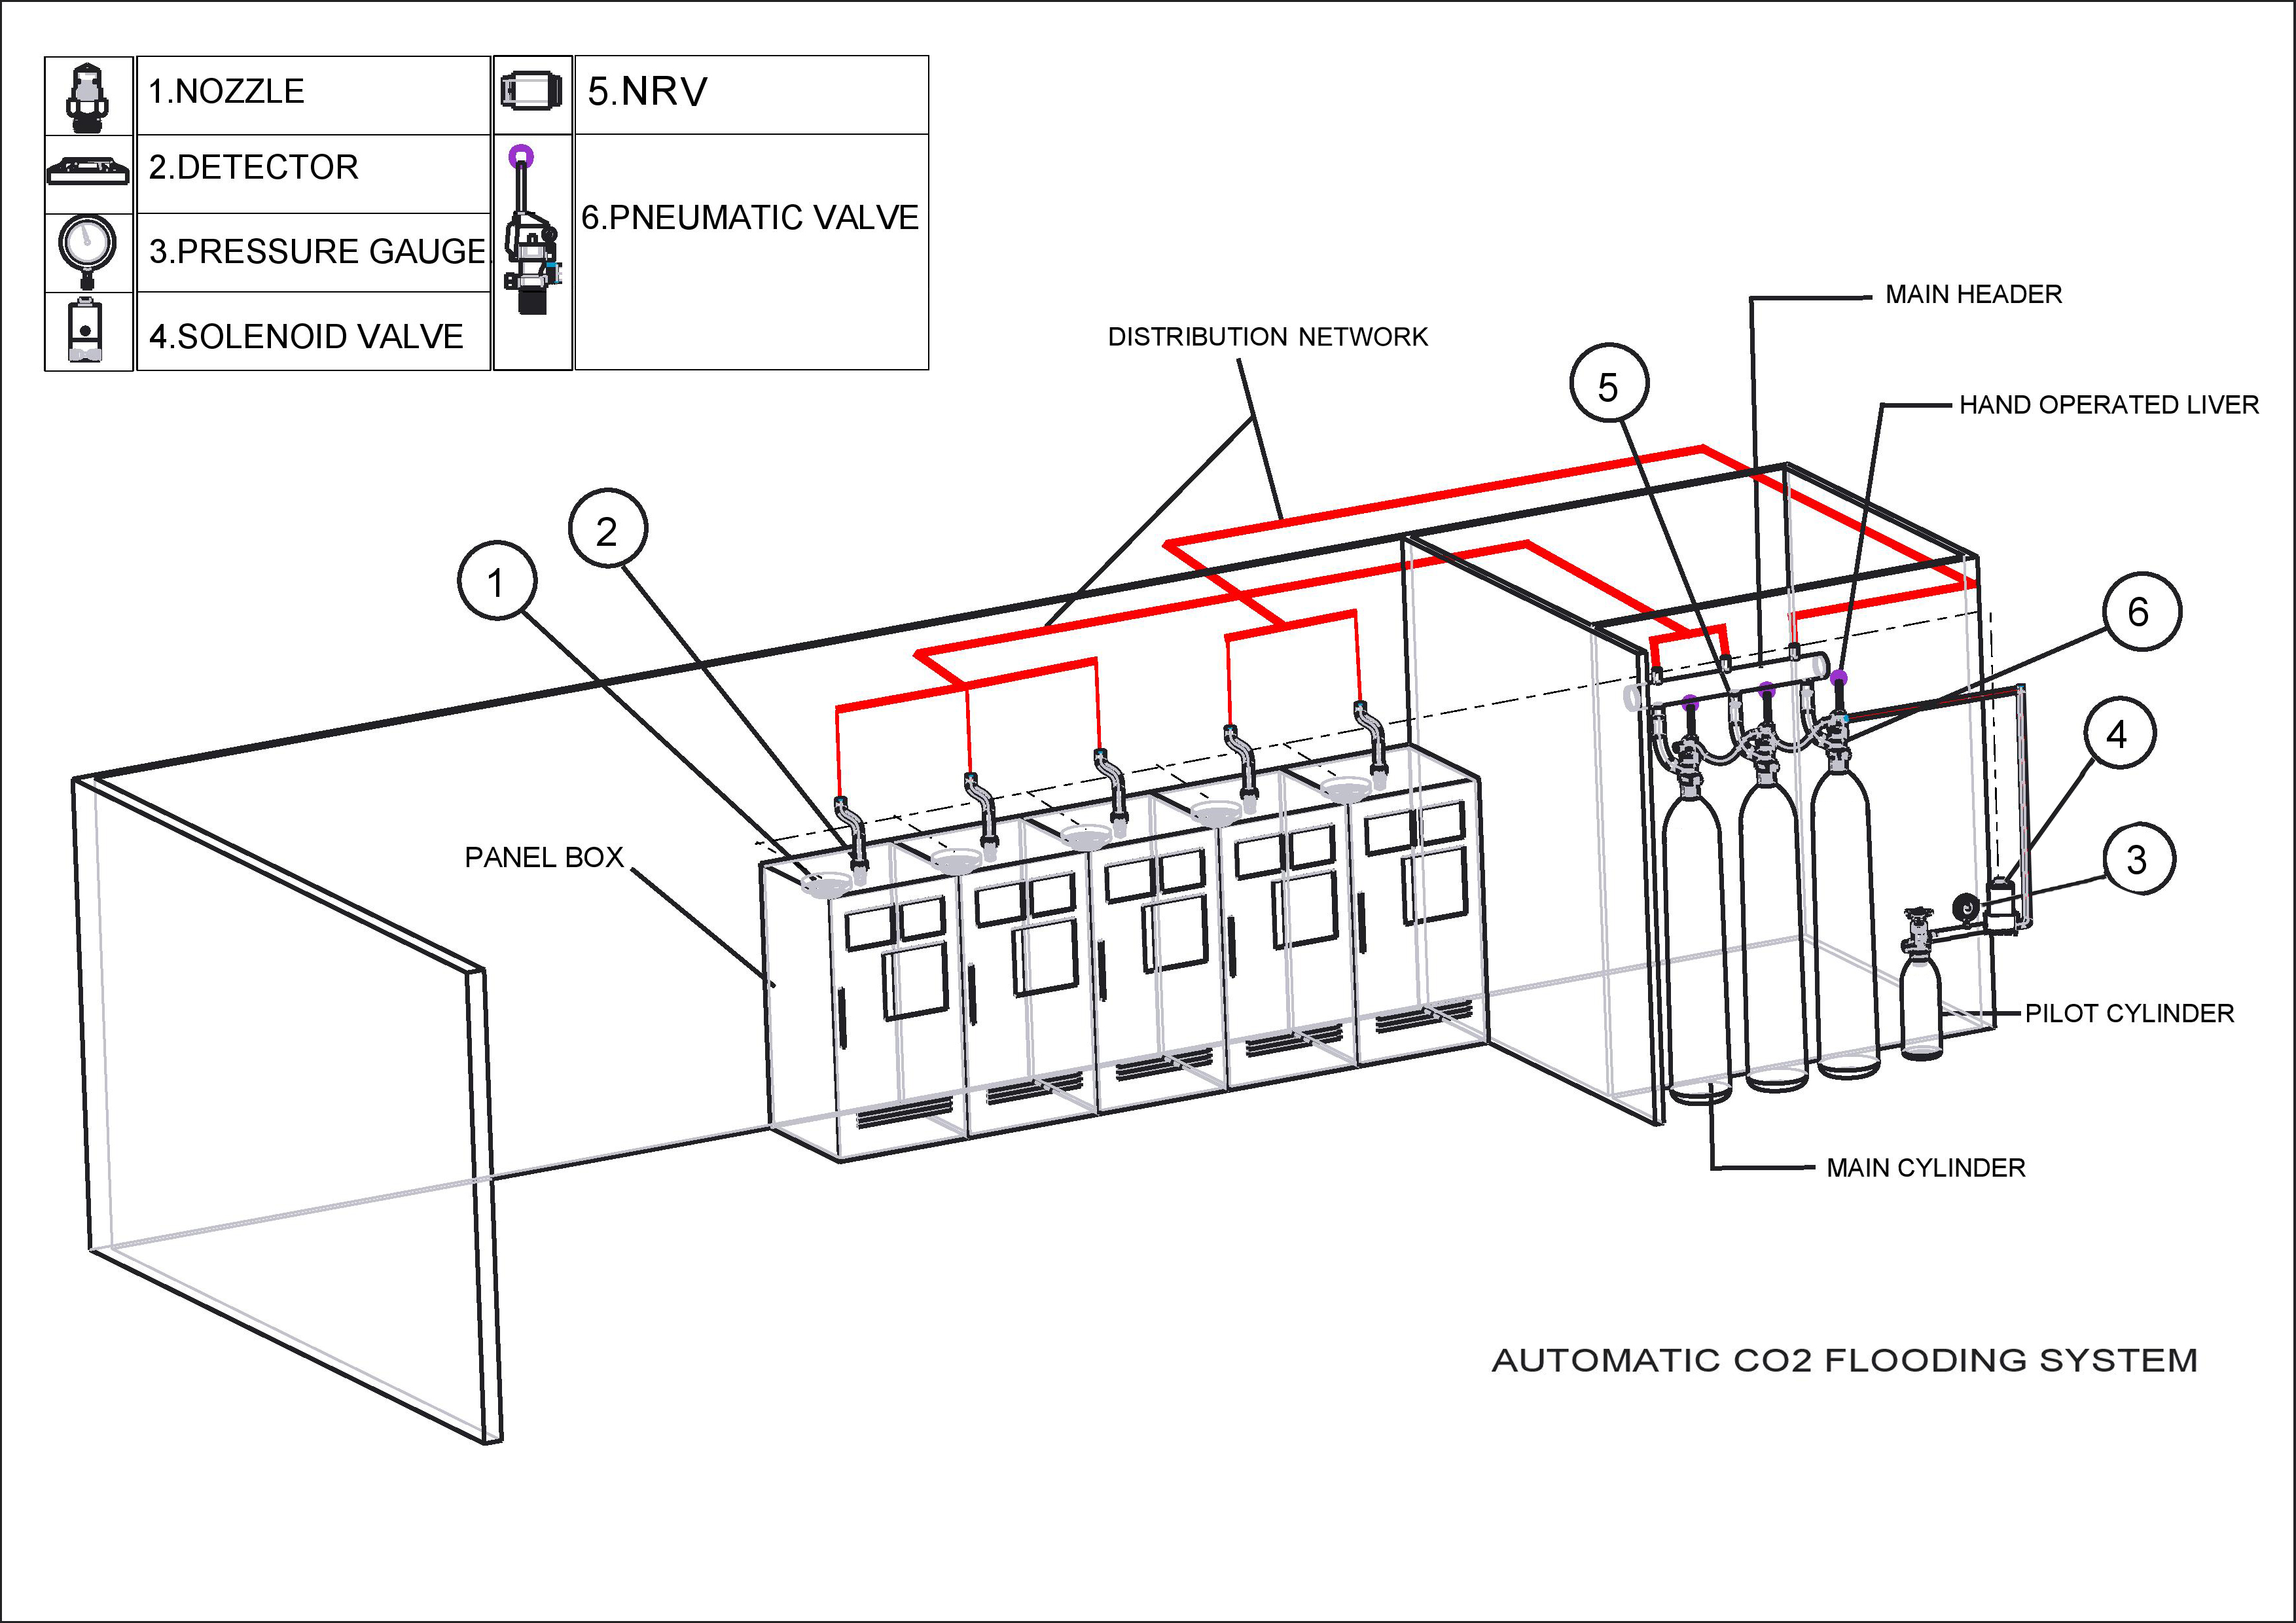 1.NOZZLE
2.DETECTOR
3.PRESSURE GAUGE
4.SOLENOID VALVE
5.NRV
6.PNEUMATIC VALVE
MAIN HEADER
DISTRIBUTION NETWORK
HAND OPERATED LIVER
5
2
1
6
4
3
PANEL BOX
PILOT CYLINDER
MAIN CYLINDER
AUTOMATIC CO2 FLOODING SYSTEM